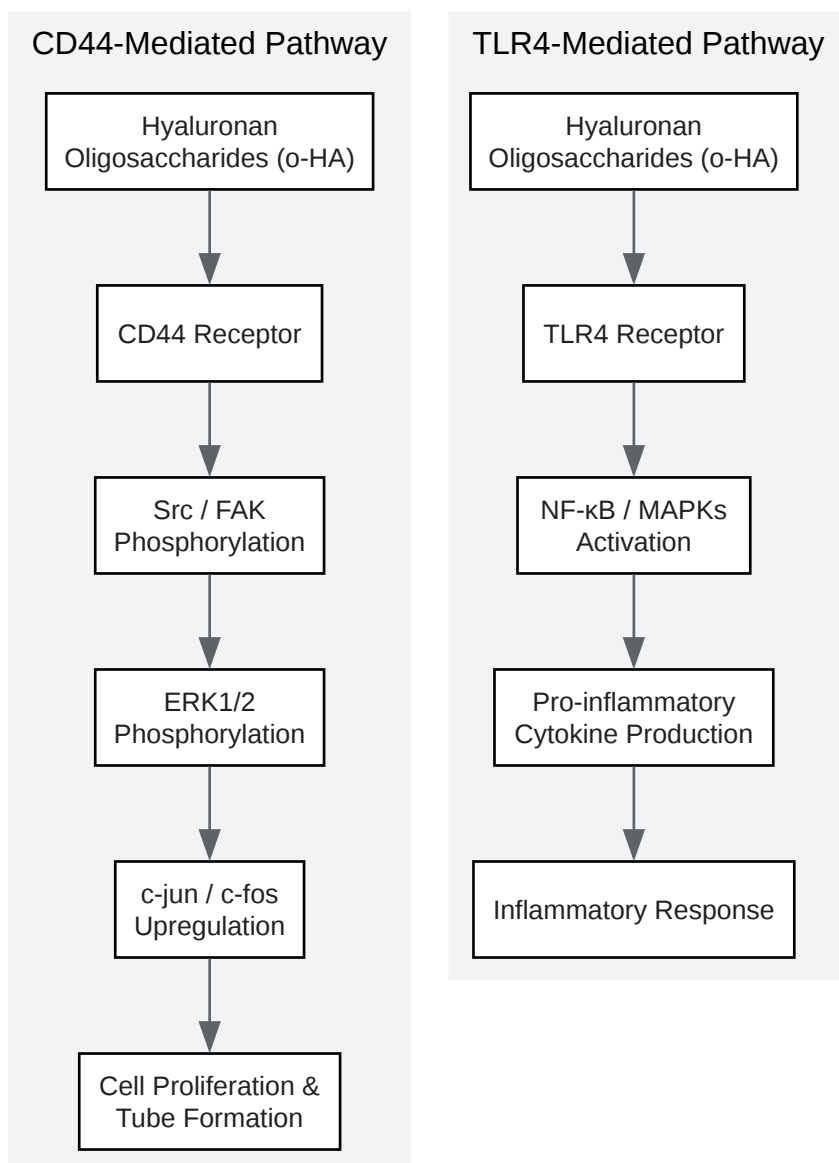 CD44-Mediated Pathway
Hyaluronan
Oligosaccharides (o-HA)
CD44 Receptor
Src / FAK
Phosphorylation
ERK1/2
Phosphorylation
c-jun / c-fos
Upregulation
Cell Proliferation &
Tube Formation
TLR4-Mediated Pathway
Hyaluronan
Oligosaccharides (o-HA)
TLR4 Receptor
NF-κB / MAPKs
Activation
Pro-inflammatory
Cytokine Production
Inflammatory Response